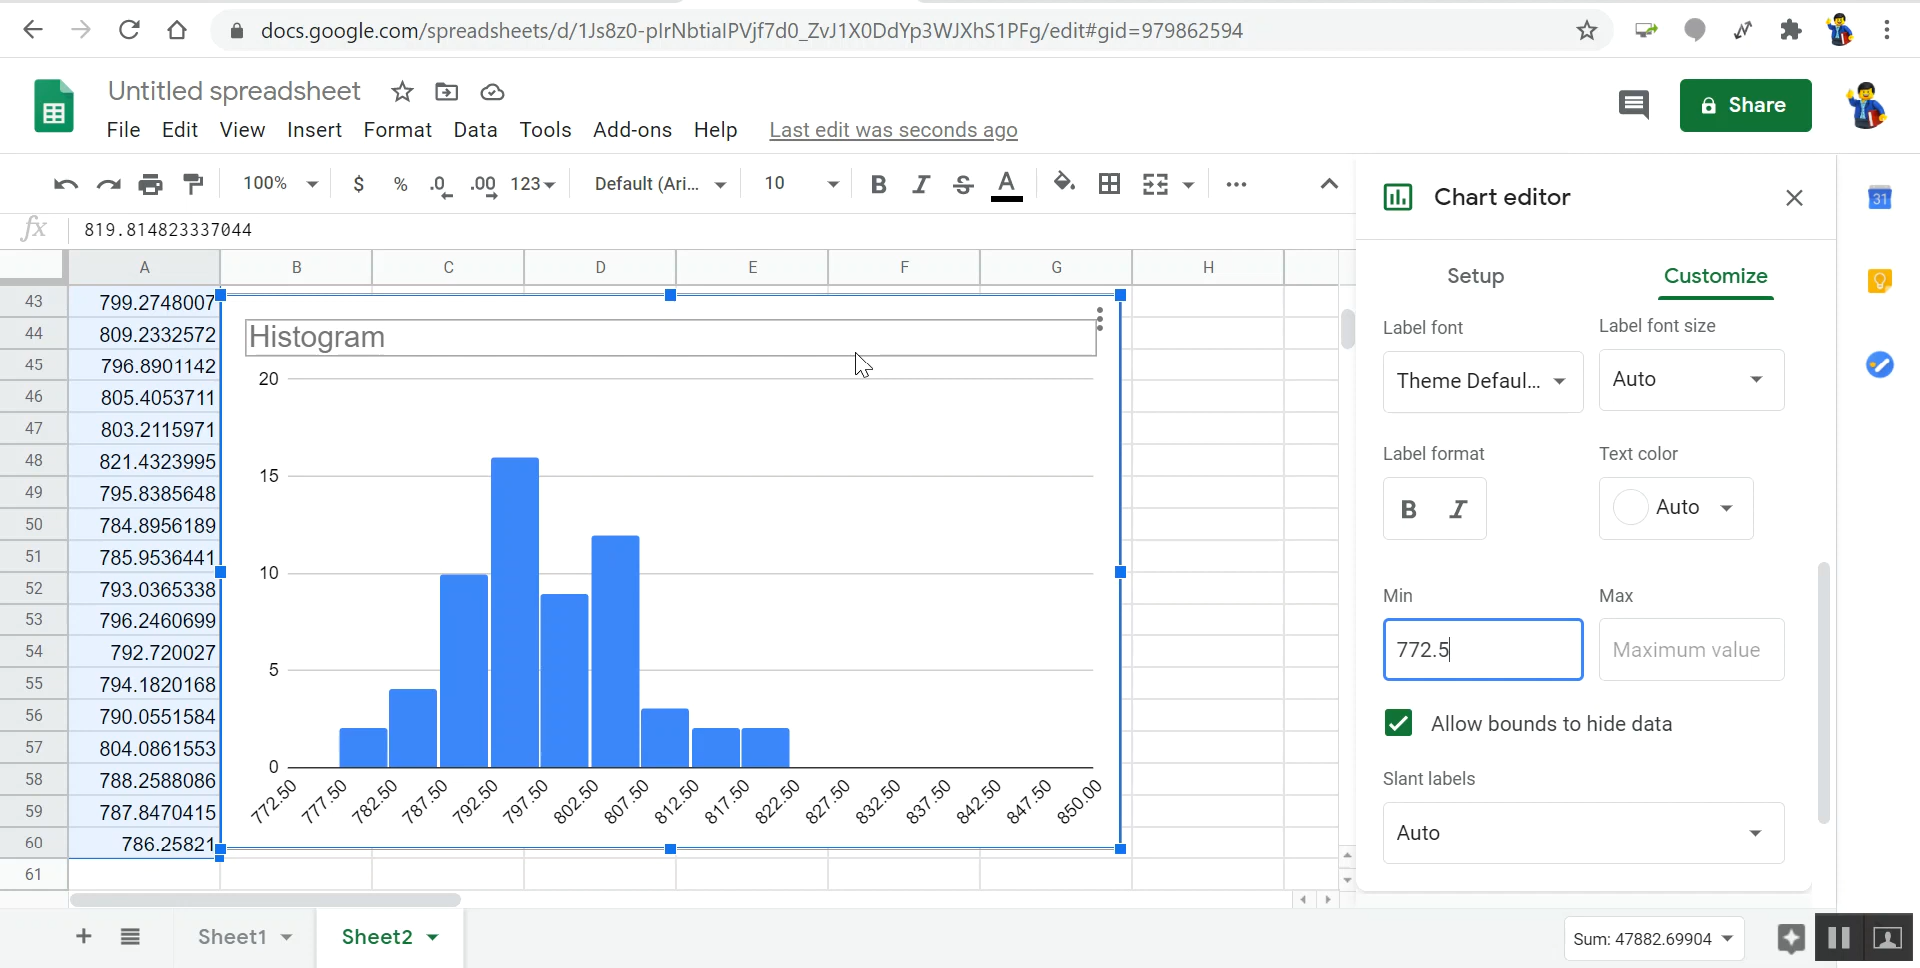 docs.google.com/spreadsheets/d/1Js8z0-pIrNbtiaIPVjf7d0_ZvJ1X0DdYp3WJXhS1PFg/edit#gid=979862594
Untitled spreadsheet
File Edit View Insert Format Data Tools Add-ons Help Last edit was seconds ago
Share
100% $ % .0 .00 123 Default (Ari... 10 B I S A
Chart editor
31
fx 819.814823337044
A B C D E F G H
Setup Customize
43 799.2748007
44 809.2332572
45 796.8901142
46 805.4053711
47 803.2115971
48 821.4323995
49 795.8385648
50 784.8956189
51 785.9536441
52 793.0365338
53 796.2460699
54 792.720027
55 794.1820168
56 790.0551584
57 804.0861553
58 788.2588086
59 787.8470415
60 786.25821
61
Histogram
20
15
10
5
0
772.50 777.50 782.50 787.50 792.50 797.50 802.50 807.50 812.50 817.50 822.50 827.50 832.50 837.50 842.50 847.50 850.00
Label font Label font size
Theme Defaul... Auto
Label format Text color
B I Auto
Min Max
772.5 Maximum value
Allow bounds to hide data
Slant labels
Auto
Sheet1 Sheet2
Sum: 47882.69904